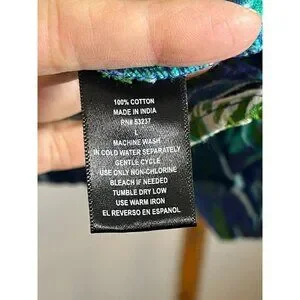 100% COTTON
MADE IN INDIA
RN# 53237
L
MACHINE WASH
IN COLD WATER SEPARATELY
GENTLE CYCLE
USE ONLY NON-CHLORINE
BLEACH IF NEEDED
TUMBLE DRY LOW
USE WARM IRON
EL REVERSO EN ESPANOL